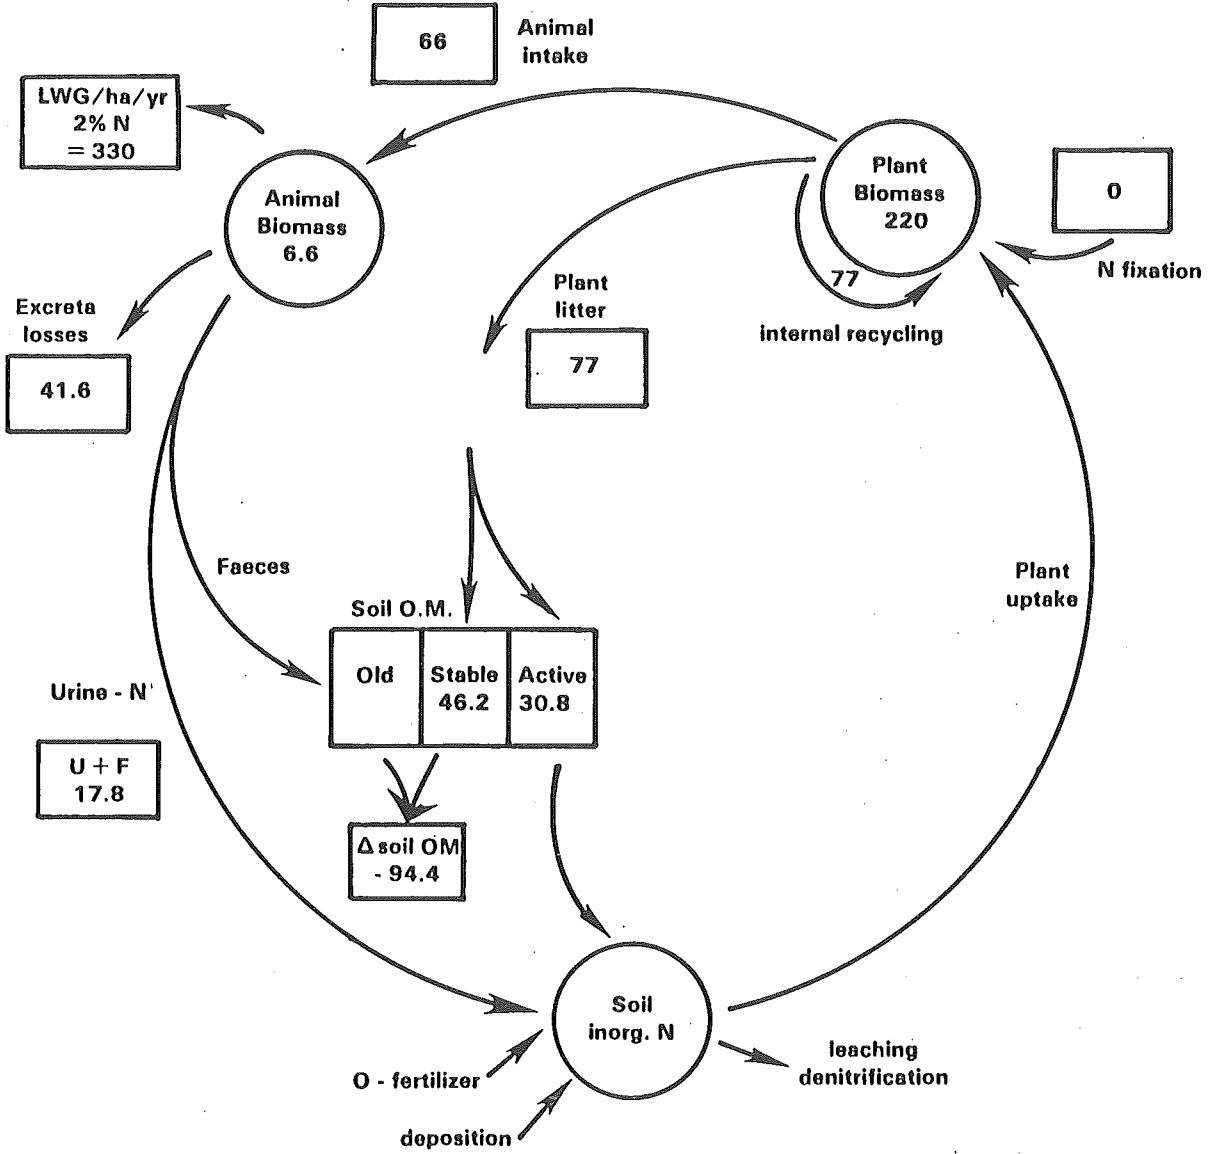 66
Animal
intake
LWG/ha/yr
2% N
= 330
Animal
Biomass
6.6
Plant
Biomass
220
0
N fixation
77
internal recycling
Plant
litter
77
Excreta
losses
41.6
Faeces
Soil O.M.
Old
Stable
46.2
Active
30.8
Plant
uptake
Urine - N
U + F
17.8
Δ soil OM
- 94.4
Soil
inorg. N
O - fertilizer
deposition
leaching
denitrification